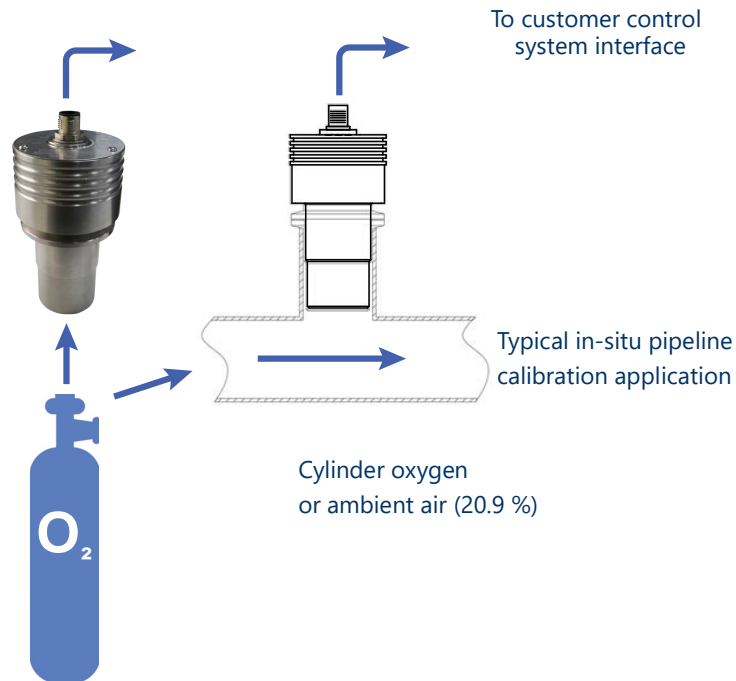 To customer control
system interface
Typical in-situ pipeline
calibration application
Cylinder oxygen
or ambient air (20.9 %)
O₂